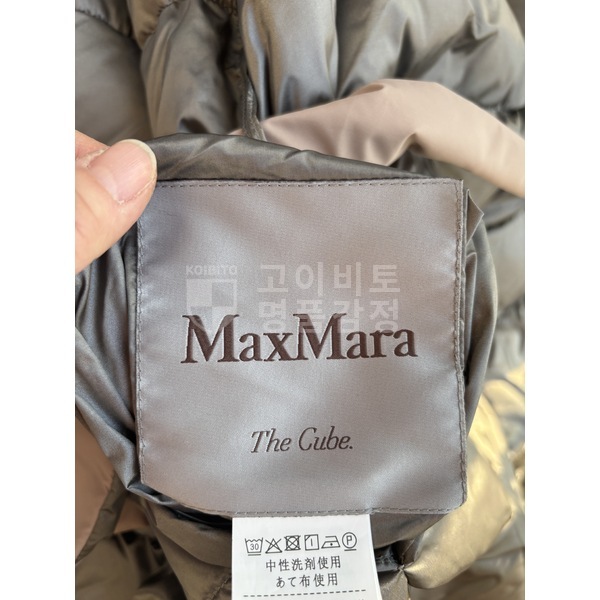 KOIBITO
고이비토
명품감정
MaxMara
The Cube.
30 P
中性洗剤使用
あて布使用